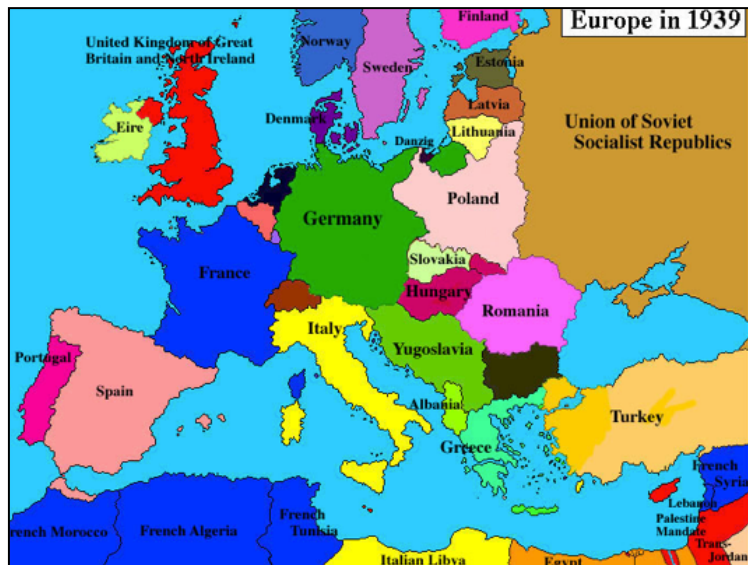 Europe in 1939
Finland
Norway
United Kingdom of Great
Britain and North Ireland
Sweden
Estonia
Latvia
Denmark
Eire
Lithuania
Danzig
Union of Soviet
Socialist Republics
Poland
Germany
Slovakia
France
Hungary
Romania
Italy
Yugoslavia
Portugal
Spain
Albania
Turkey
Greece
French
Syria
Lebanon
Palestine
Mandate
French Morocco
French Algeria
French
Tunisia
Trans-
Jordan
Italian Libya
Egypt